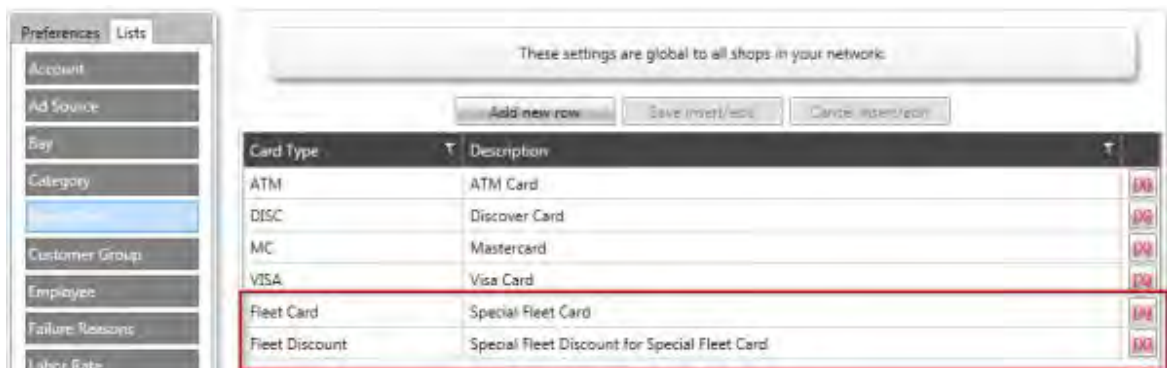 Preferences Lists
Account
Ad Source
Bay
Category
Customer Group
Employee
Failure Reasons
Labor Rate
These settings are global to all shops in your network.
Add new row Save insert/edit Cancel insert/edit
Card Type Description
ATM ATM Card
DISC Discover Card
MC Mastercard
VISA Visa Card
Fleet Card Special Fleet Card
Fleet Discount Special Fleet Discount for Special Fleet Card